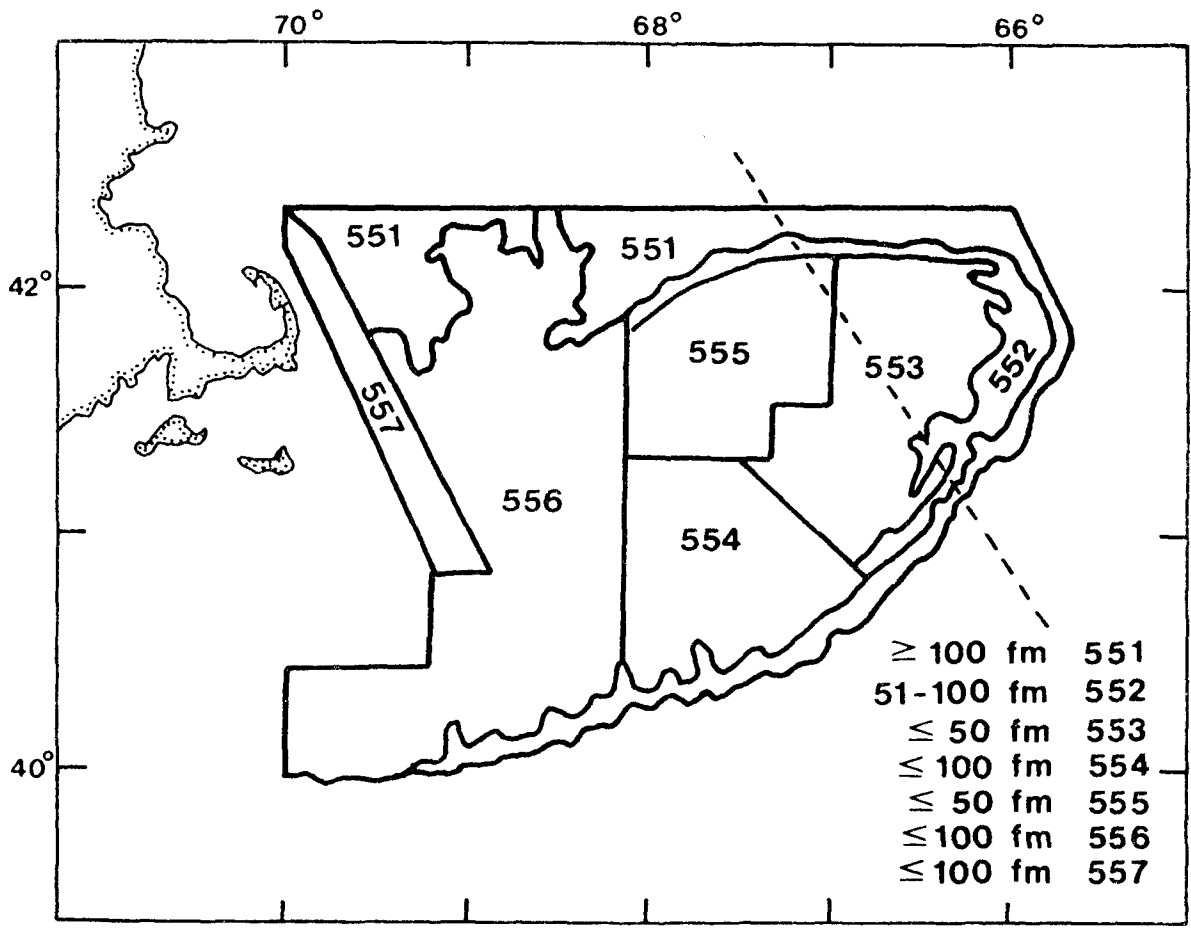 70° 68° 66°
551 551
42°
555
553 552
557
556
554
≥ 100 fm 551
51-100 fm 552
≤ 50 fm 553
40° ≤ 100 fm 554
≤ 50 fm 555
≤ 100 fm 556
≤ 100 fm 557